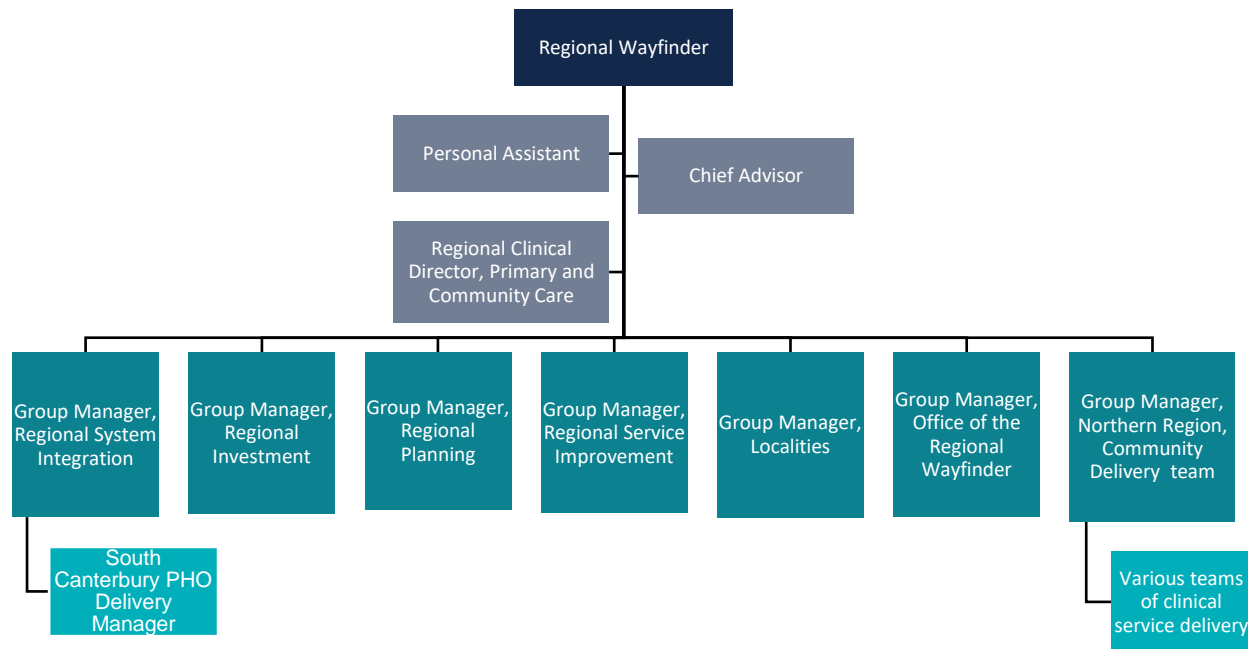 Regional Wayfinder
Personal Assistant
Chief Advisor
Regional Clinical
Director, Primary and
Community Care
Group Manager,
Regional System
Integration
Group Manager,
Regional
Investment
Group Manager,
Regional
Planning
Group Manager,
Regional Service
Improvement
Group Manager,
Localities
Group Manager,
Office of the
Regional
Wayfinder
Group Manager,
Northern Region,
Community
Delivery team
South
Canterbury PHO
Delivery
Manager
Various teams
of clinical
service delivery